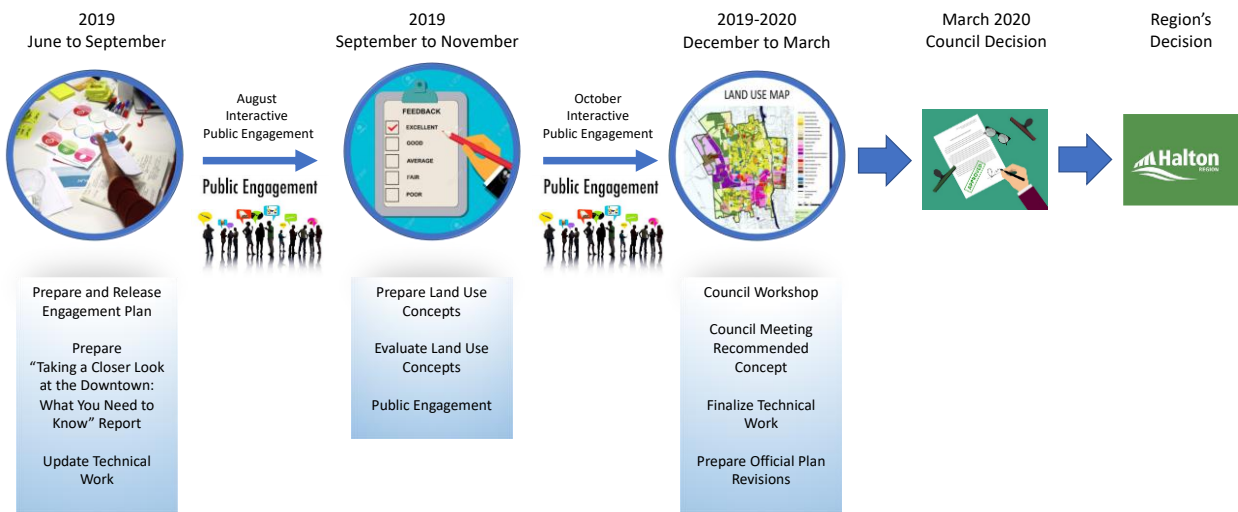 2019
June to September
2019
September to November
2019-2020
December to March
March 2020
Council Decision
Region's
Decision
August
Interactive
Public Engagement
Public Engagement
FEEDBACK
EXCELLENT
GOOD
AVERAGE
FAIR
POOR
October
Interactive
Public Engagement
Public Engagement
LAND USE MAP
APPROVED
Halton
REGION
Prepare and Release
Engagement Plan
Prepare
"Taking a Closer Look
at the Downtown:
What You Need to
Know" Report
Update Technical
Work
Prepare Land Use
Concepts
Evaluate Land Use
Concepts
Public Engagement
Council Workshop
Council Meeting
Recommended
Concept
Finalize Technical
Work
Prepare Official Plan
Revisions